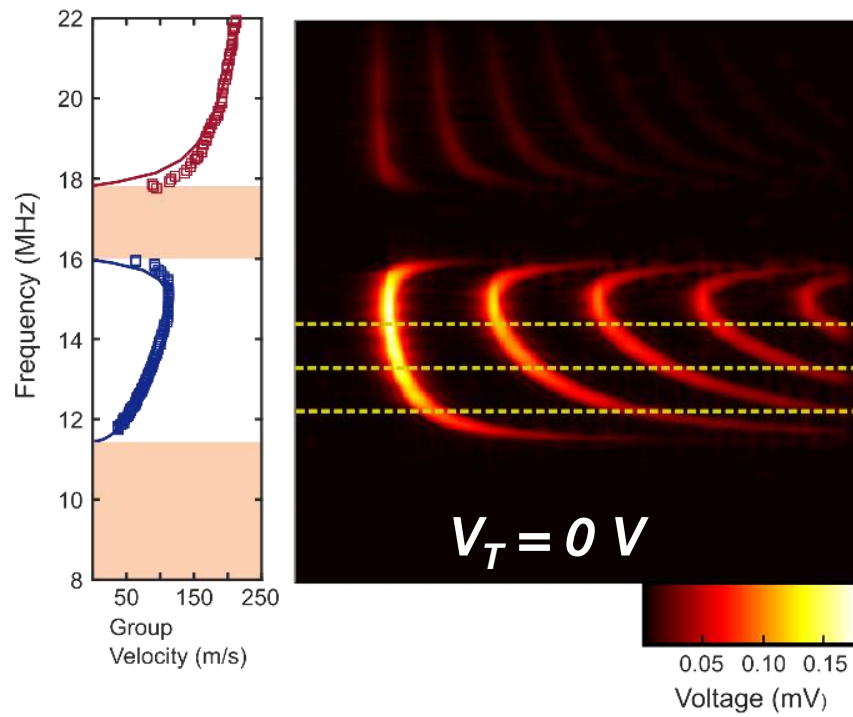 22
20
18
16
14
12
10
8
Frequency (MHz)
50 150 250
Group
Velocity (m/s)
V_T = 0 V
0.05 0.10 0.15
Voltage (mV)